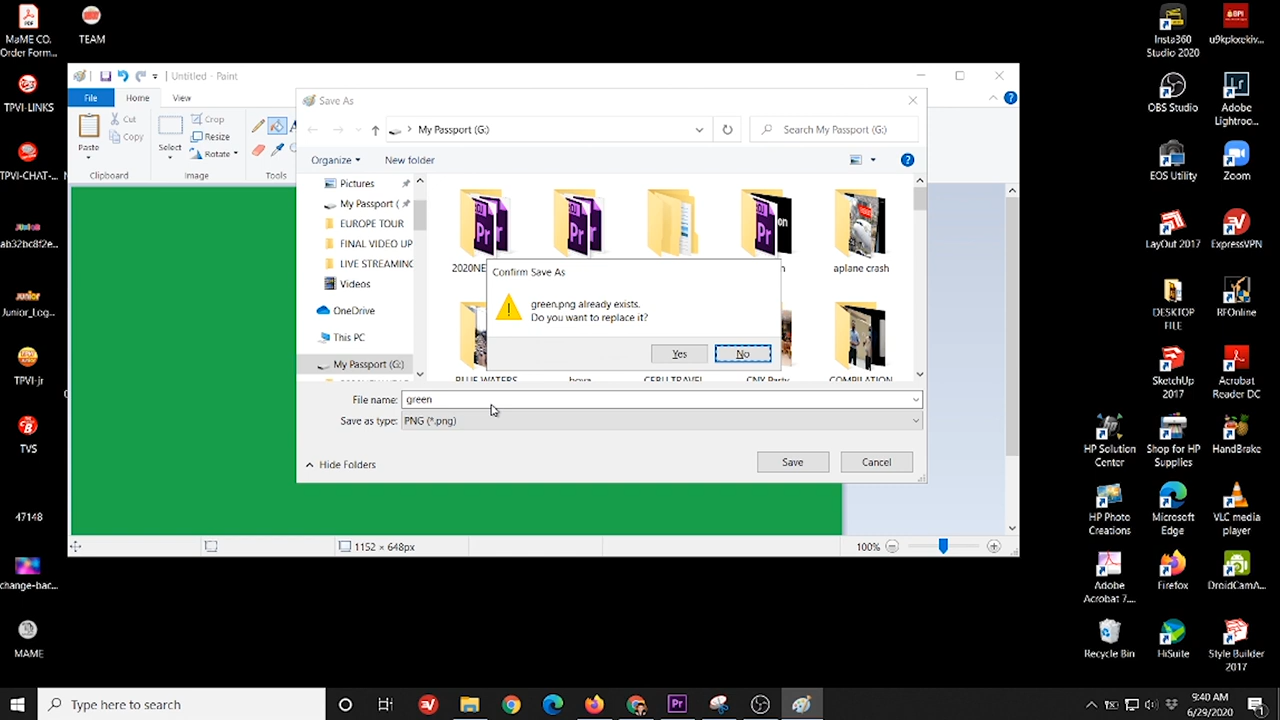 MaME CO.
Order Form...
TEAM
TPVI-LINKS
TPVI-CHAT-...
ab32bc8f2e...
Junior_Log...
TPVI-jr
TVS
47148
change-bac...
MAME
Untitled - Paint
File
Home
View
Paste
Cut
Copy
Clipboard
Select
Crop
Resize
Rotate
Image
Tools
Save As
My Passport (G:)
Search My Passport (G:)
Organize
New folder
Pictures
My Passport (
EUROPE TOUR
FINAL VIDEO UP
LIVE STREAMING
Videos
OneDrive
This PC
My Passport (G:)
aplane crash
BLUE WATERS
CEBU TRAVEL
CNY Party
COMPILATION
Confirm Save As
green.png already exists.
Do you want to replace it?
Yes
No
File name:
green
Save as type:
PNG (*.png)
Hide Folders
Save
Cancel
1152 × 648px
100%
Insta360
Studio 2020
u9kpkxekiv...
OBS Studio
Adobe
Lightroo...
EOS Utility
Zoom
LayOut 2017
ExpressVPN
DESKTOP
FILE
RFOnline
SketchUp
2017
Acrobat
Reader DC
HP Solution
Center
Shop for HP
Supplies
HandBrake
HP Photo
Creations
Microsoft
Edge
VLC media
player
Adobe
Acrobat 7....
Firefox
DroidCamA...
Recycle Bin
HiSuite
Style Builder
2017
Type here to search
9:40 AM
6/29/2020